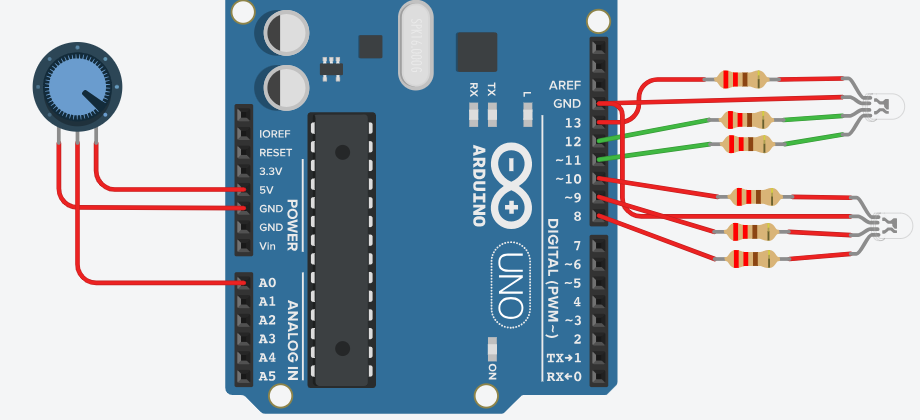 SPK16.000G
RX
TX
L
AREF
GND
13
12
~11
~10
~9
8
7
~6
~5
4
~3
2
TX→1
RX←0
IOREF
RESET
3.3V
5V
GND
GND
Vin
POWER
A0
A1
A2
A3
A4
A5
ANALOG IN
ARDUINO
UNO
DIGITAL (PWM~)
ON